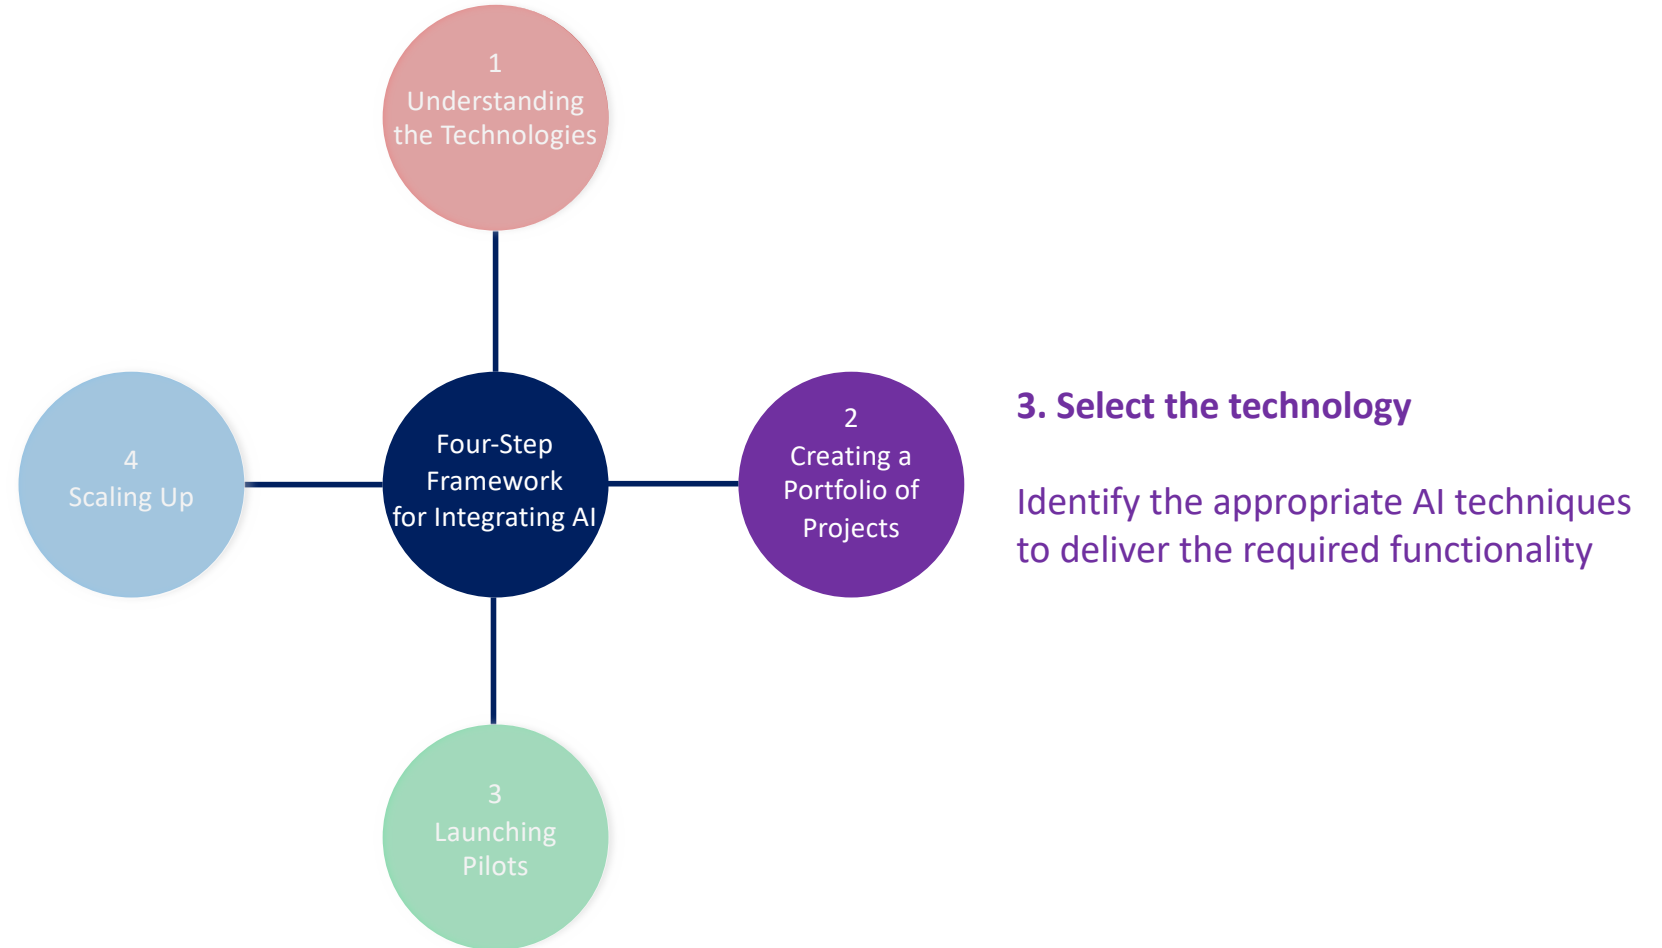 1
Understanding
the Technologies
4
Scaling Up
Four-Step
Framework
for Integrating AI
2
Creating a
Portfolio of
Projects
3. Select the technology
Identify the appropriate AI techniques
to deliver the required functionality
3
Launching
Pilots